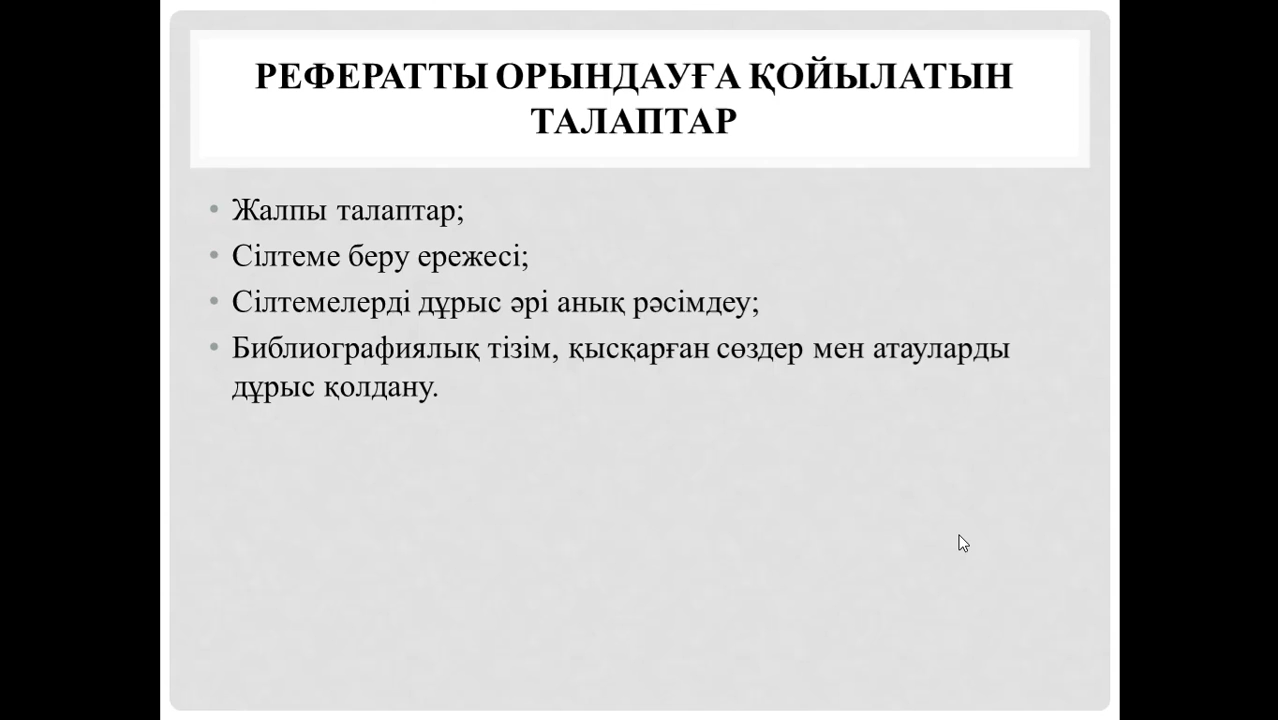 РЕФЕРАТТЫ ОРЫНДАУҒА ҚОЙЫЛАТЫН
ТАЛАПТАР
• Жалпы талаптар;
• Сілтеме беру ережесі;
• Сілтемелерді дұрыс әрі анық рәсімдеу;
• Библиографиялық тізім, қысқарған сөздер мен атауларды
дұрыс қолдану.